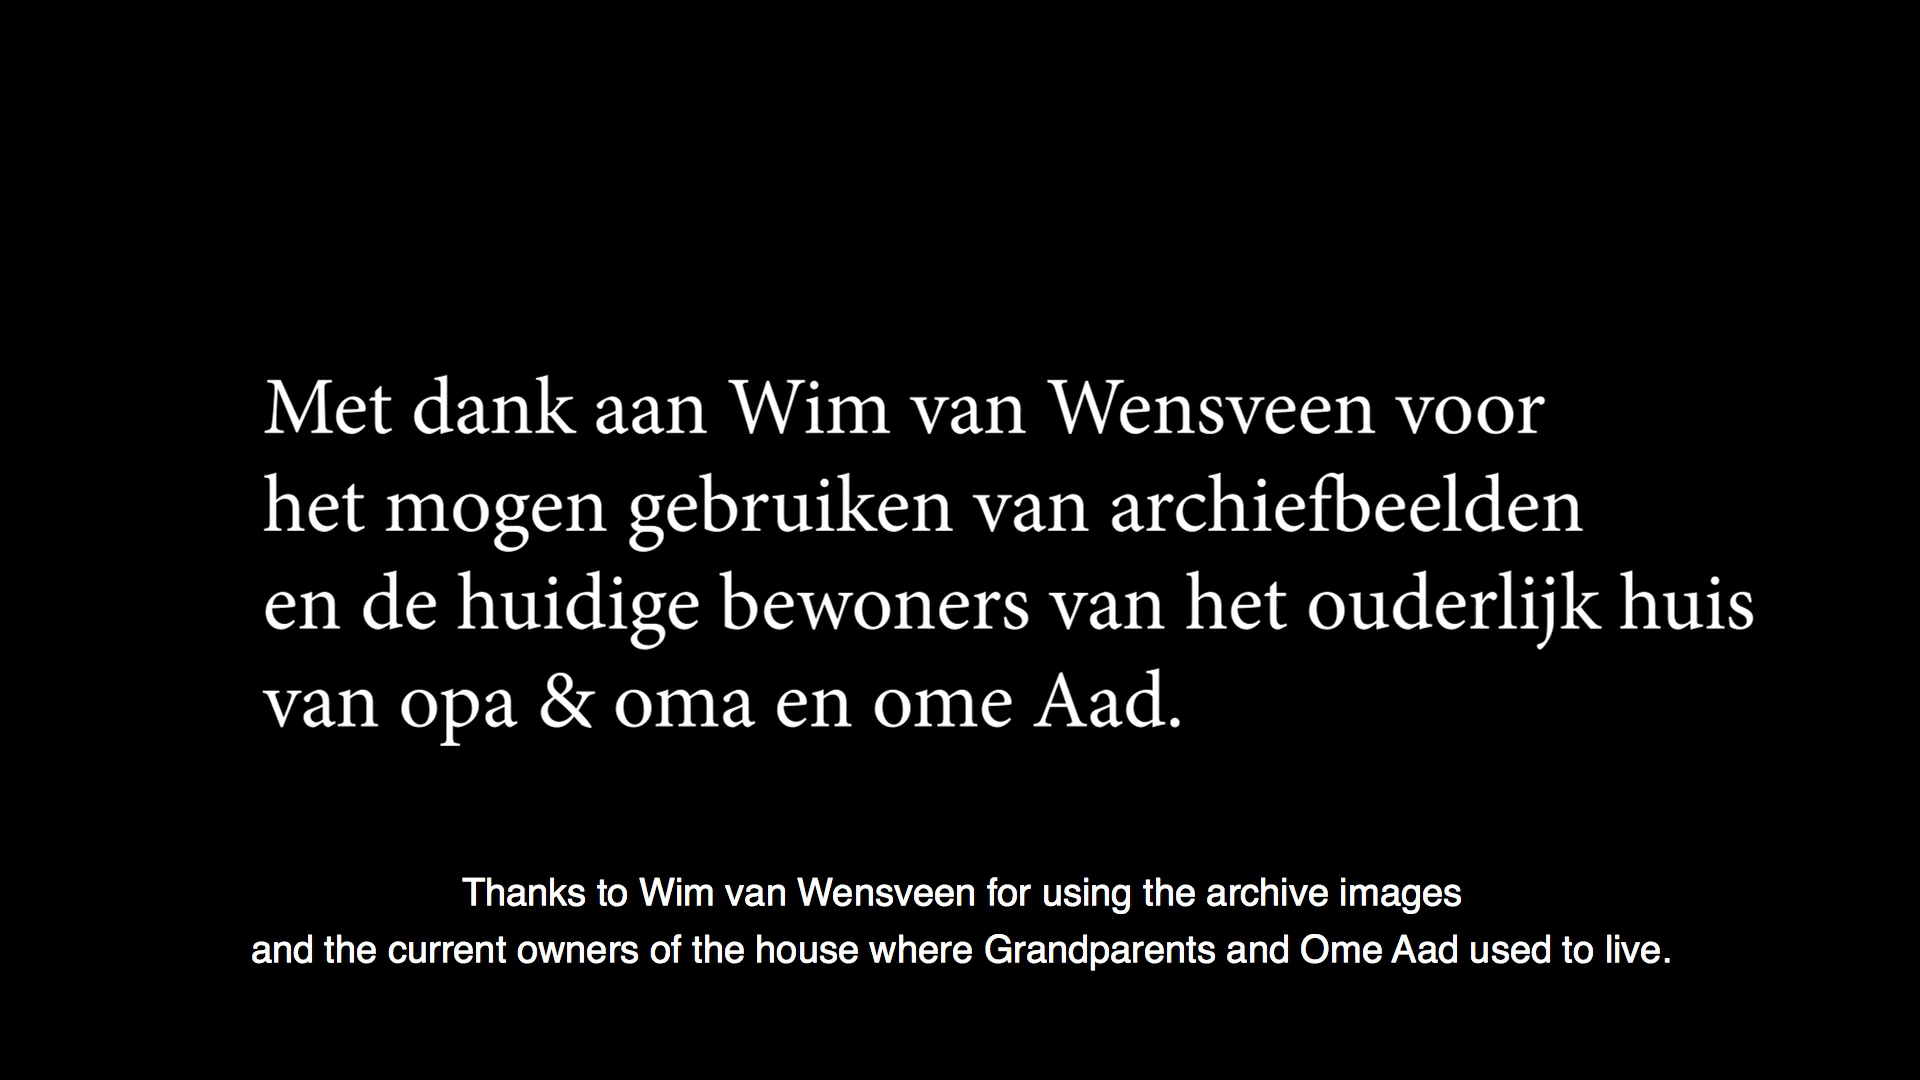 Met dank aan Wim van Wensveen voor
het mogen gebruiken van archiefbeelden
en de huidige bewoners van het ouderlijk huis
van opa & oma en ome Aad.
Thanks to Wim van Wensveen for using the archive images
and the current owners of the house where Grandparents and Ome Aad used to live.